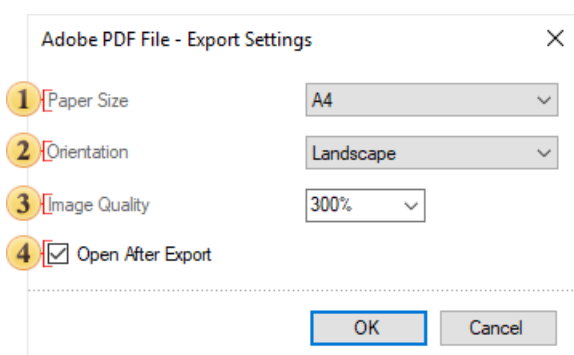 Adobe PDF File - Export Settings
1 Paper Size A4
2 Orientation Landscape
3 Image Quality 300%
4 Open After Export
OK Cancel